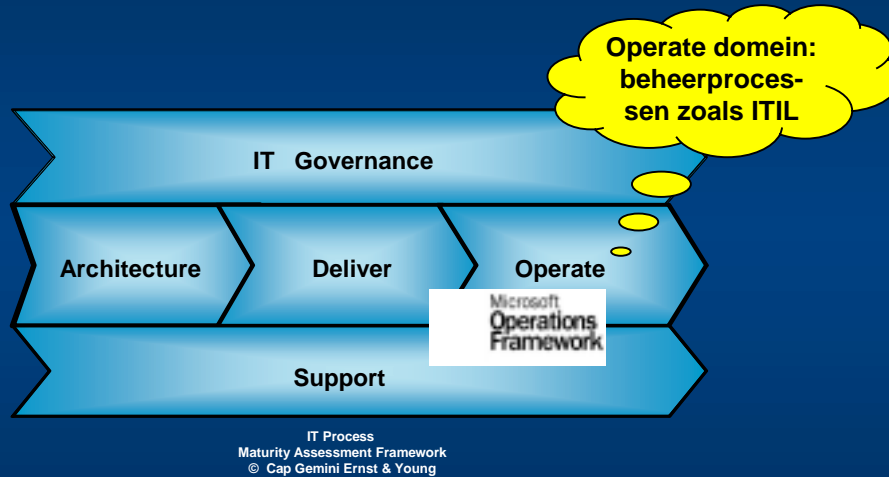 Operate domein:
beheerproces-
sen zoals ITIL
IT Governance
Architecture
Deliver
Operate
Microsoft
Operations
Framework
Support
IT Process
Maturity Assessment Framework
© Cap Gemini Ernst & Young